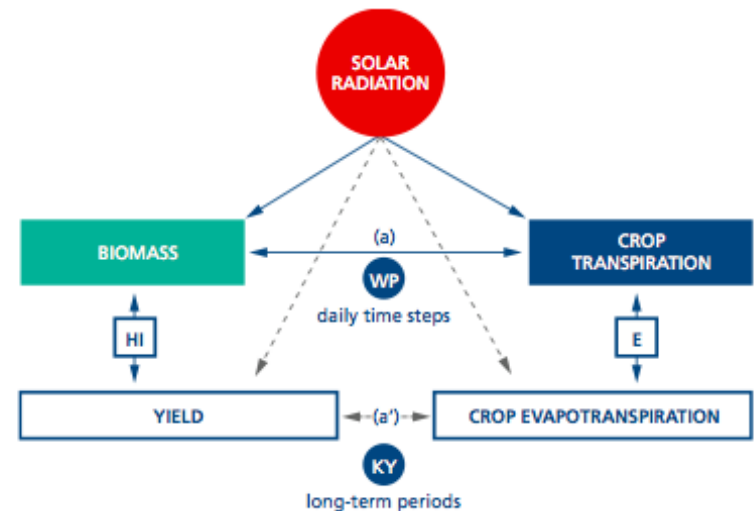 SOLAR
RADIATION
BIOMASS
(a)
CROP
TRANSPIRATION
WP
daily time steps
HI
E
YIELD
(a')
CROP EVAPOTRANSPIRATION
KY
long-term periods